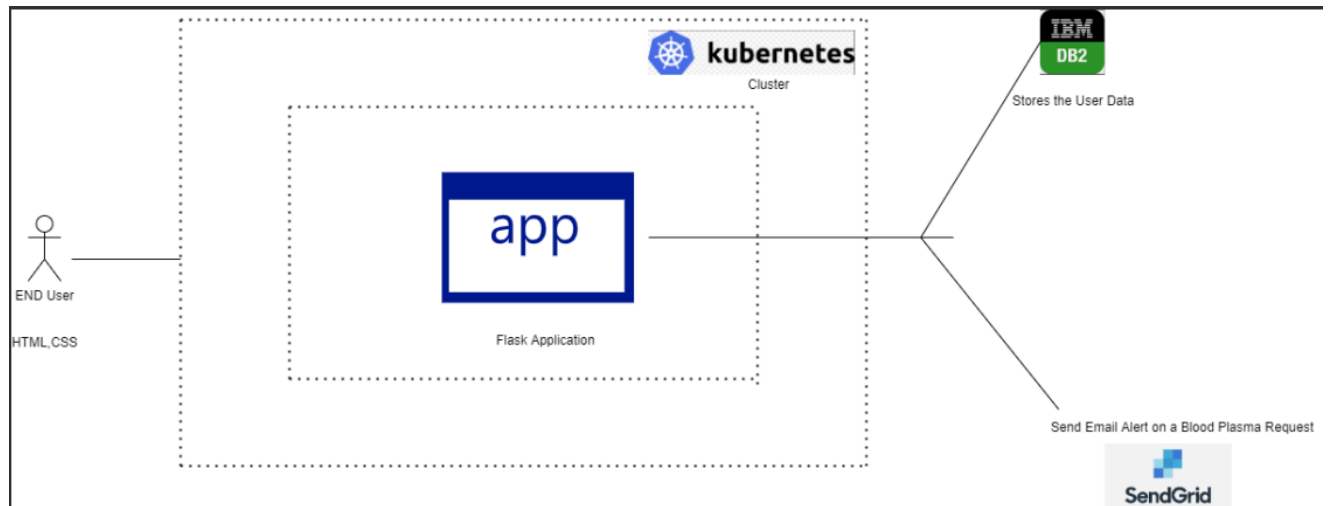 kubernetes
Cluster
IBM
DB2
Stores the User Data
app
Flask Application
END User
HTML,CSS
Send Email Alert on a Blood Plasma Request
SendGrid